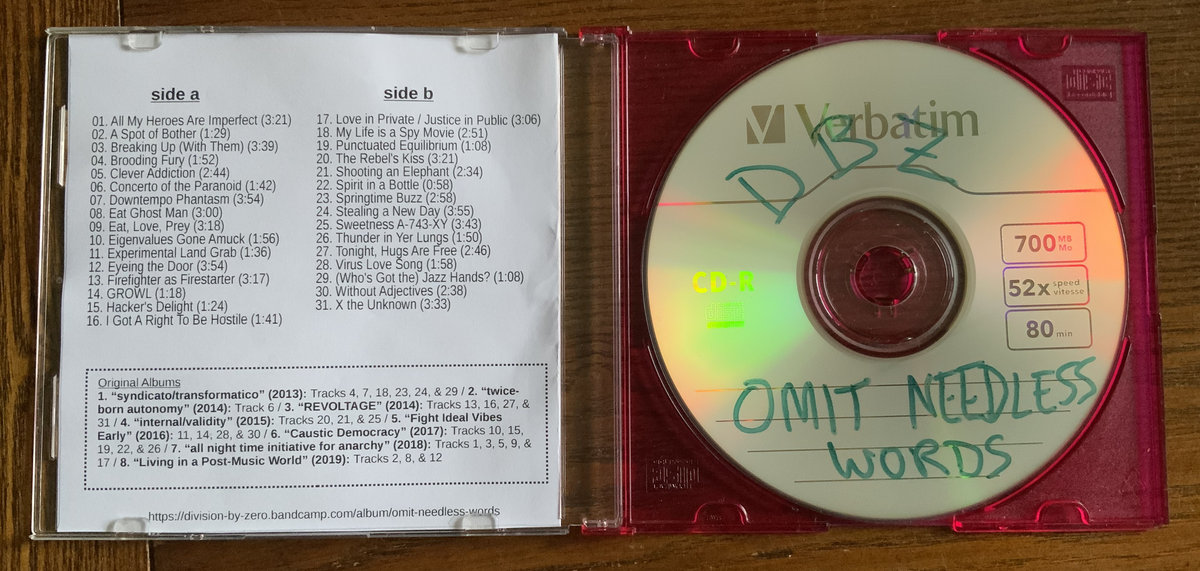 side a
01. All My Heroes Are Imperfect (3:21)
02. A Spot of Bother (1:29)
03. Breaking Up (With Them) (3:39)
04. Brooding Fury (1:52)
05. Clever Addiction (2:44)
06. Concerto of the Paranoid (1:42)
07. Downtempo Phantasm (3:54)
08. Eat Ghost Man (3:00)
09. Eat, Love, Prey (3:18)
10. Eigenvalues Gone Amuck (1:56)
11. Experimental Land Grab (1:36)
12. Eyeing the Door (3:54)
13. Firefighter as Firestarter (3:17)
14. GROWL (1:18)
15. Hacker's Delight (1:24)
16. I Got A Right To Be Hostile (1:41)
side b
17. Love in Private / Justice in Public (3:06)
18. My Life is a Spy Movie (2:51)
19. Punctuated Equilibrium (1:08)
20. The Rebel's Kiss (3:21)
21. Shooting an Elephant (2:34)
22. Spirit in a Bottle (0:58)
23. Springtime Buzz (2:58)
24. Stealing a New Day (3:55)
25. Sweetness A-743-XY (3:43)
26. Thunder in Yer Lungs (1:50)
27. Tonight, Hugs Are Free (2:46)
28. Virus Love Song (1:58)
29. (Who's Got the) Jazz Hands? (1:08)
30. Without Adjectives (2:38)
31. X the Unknown (3:33)
Original Albums
1. “syndicato/transformatico” (2013): Tracks 4, 7, 18, 23, 24, & 29 / 2. “twice-
born autonomy” (2014): Track 6 / 3. “REVOLTAGE” (2014): Tracks 13, 16, 27, &
31 / 4. “internal/validity” (2015): Tracks 20, 21, & 25 / 5. “Fight Ideal Vibes
Early” (2016): 11, 14, 28, & 30 / 6. “Caustic Democracy” (2017): Tracks 10, 15,
19, 22, & 26 / 7. “all night time initiative for anarchy” (2018): Tracks 1, 3, 5, 9, &
17 / 8. “Living in a Post-Music World” (2019): Tracks 2, 8, & 12
https://division-by-zero.bandcamp.com/album/omit-needless-words
Verbatim
DBZ
700 MB Mo
CD-R
52x speed vitesse
disc
80 min
OMIT NEEDLESS
WORDS